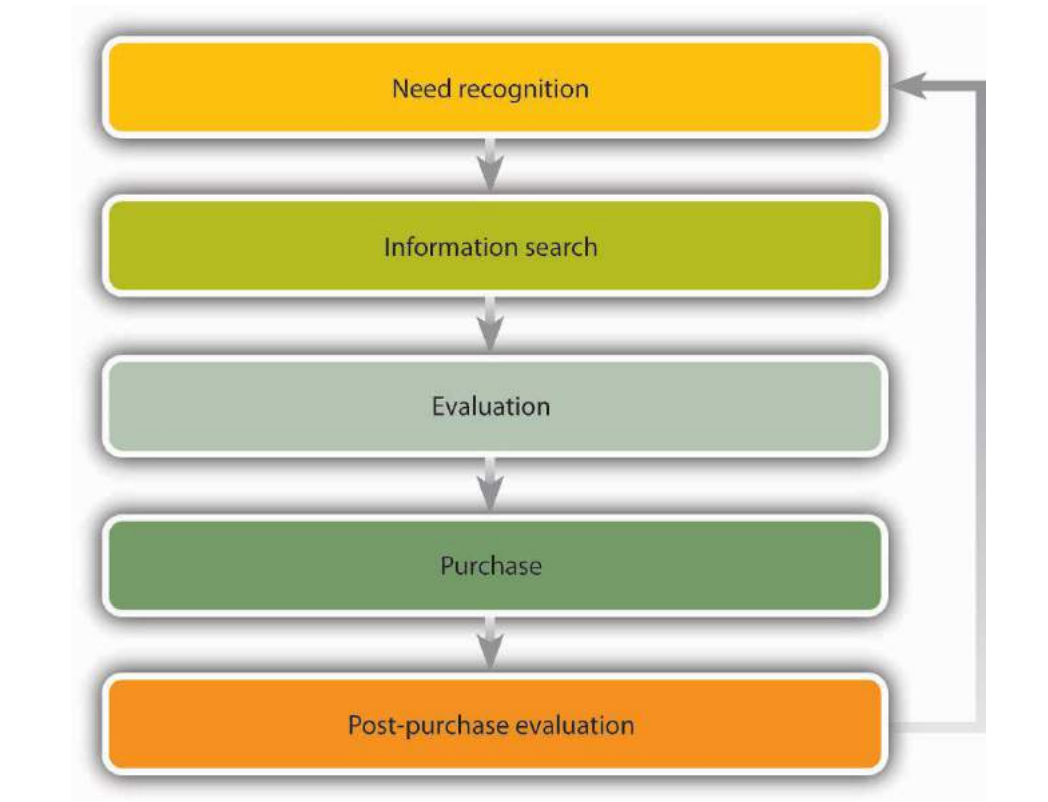 Need recognition
Information search
Evaluation
Purchase
Post-purchase evaluation